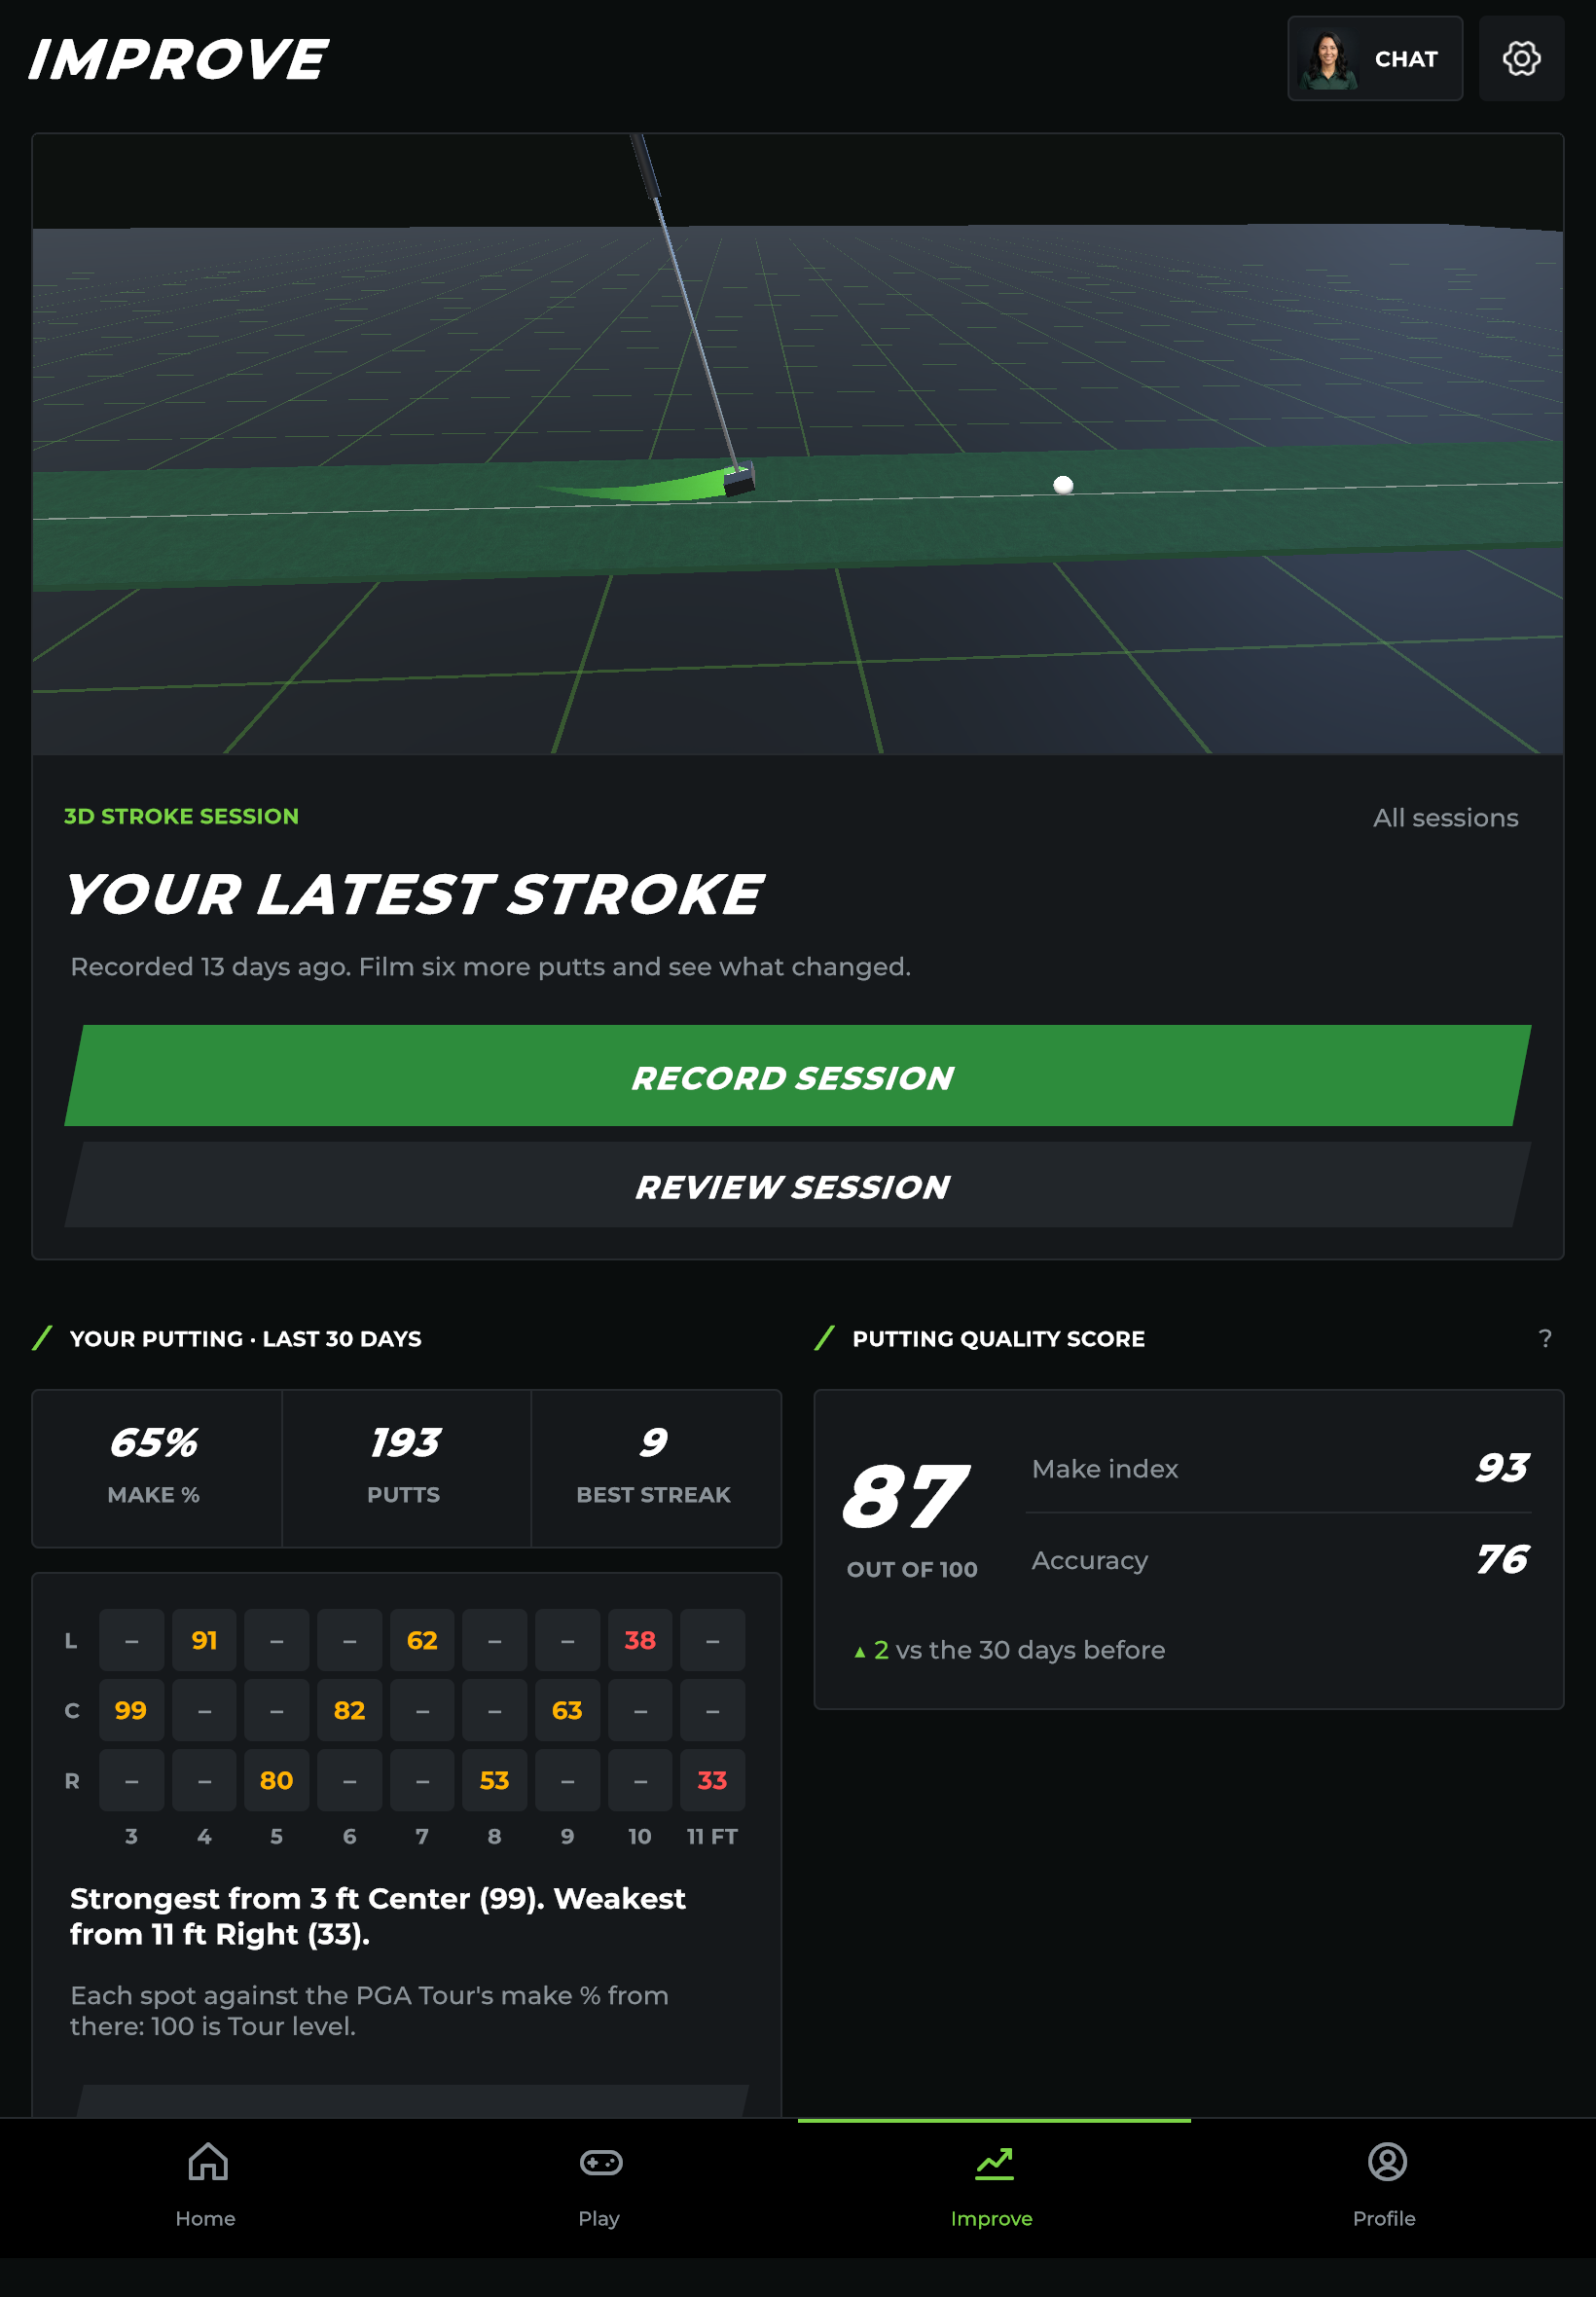 IMPROVE
CHAT
3D STROKE SESSION
All sessions
YOUR LATEST STROKE
Recorded 13 days ago. Film six more putts and see what changed.
RECORD SESSION
REVIEW SESSION
YOUR PUTTING · LAST 30 DAYS
65%
MAKE %
193
PUTTS
9
BEST STREAK
L – 91 – – 62 – – 38 –
C 99 – – 82 – – 63 – –
R – – 80 – – 53 – – 33
3 4 5 6 7 8 9 10 11 FT
Strongest from 3 ft Center (99). Weakest
from 11 ft Right (33).
Each spot against the PGA Tour's make % from
there: 100 is Tour level.
PUTTING QUALITY SCORE
?
87
OUT OF 100
Make index 93
Accuracy 76
▲ 2 vs the 30 days before
Home
Play
Improve
Profile